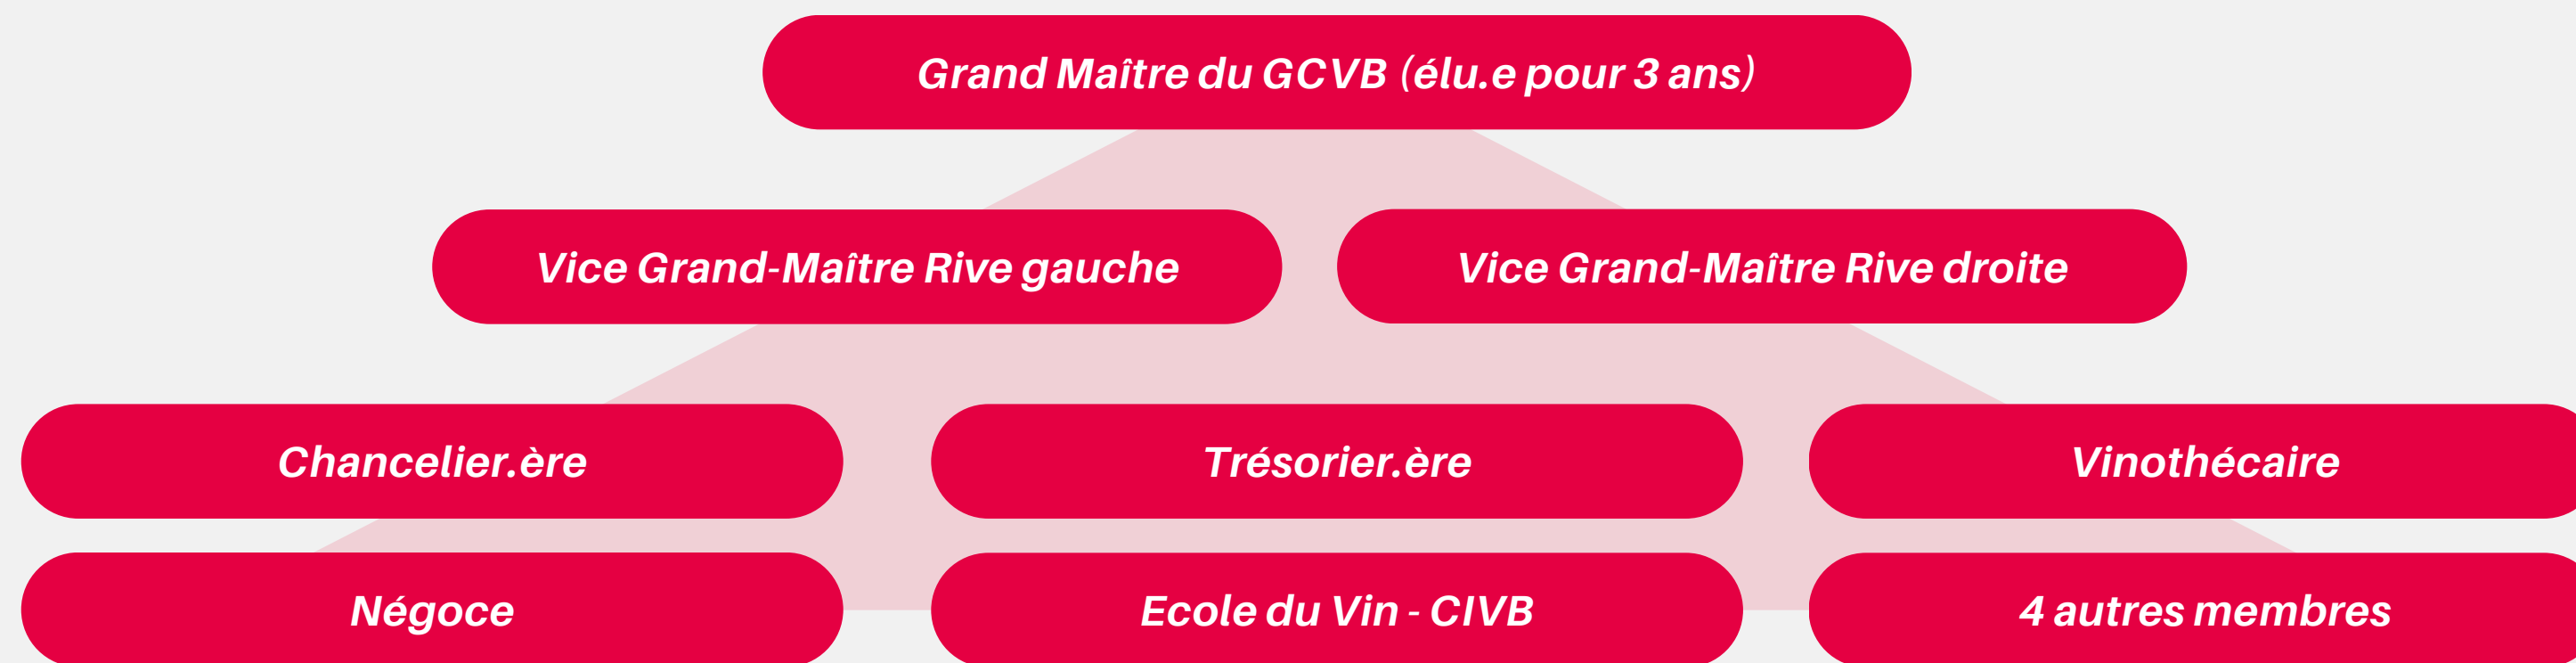 Grand Maître du GCVB (élu.e pour 3 ans)
Vice Grand-Maître Rive gauche
Vice Grand-Maître Rive droite
Chancelier.ère
Trésorier.ère
Vinothécaire
Négoce
Ecole du Vin - CIVB
4 autres membres